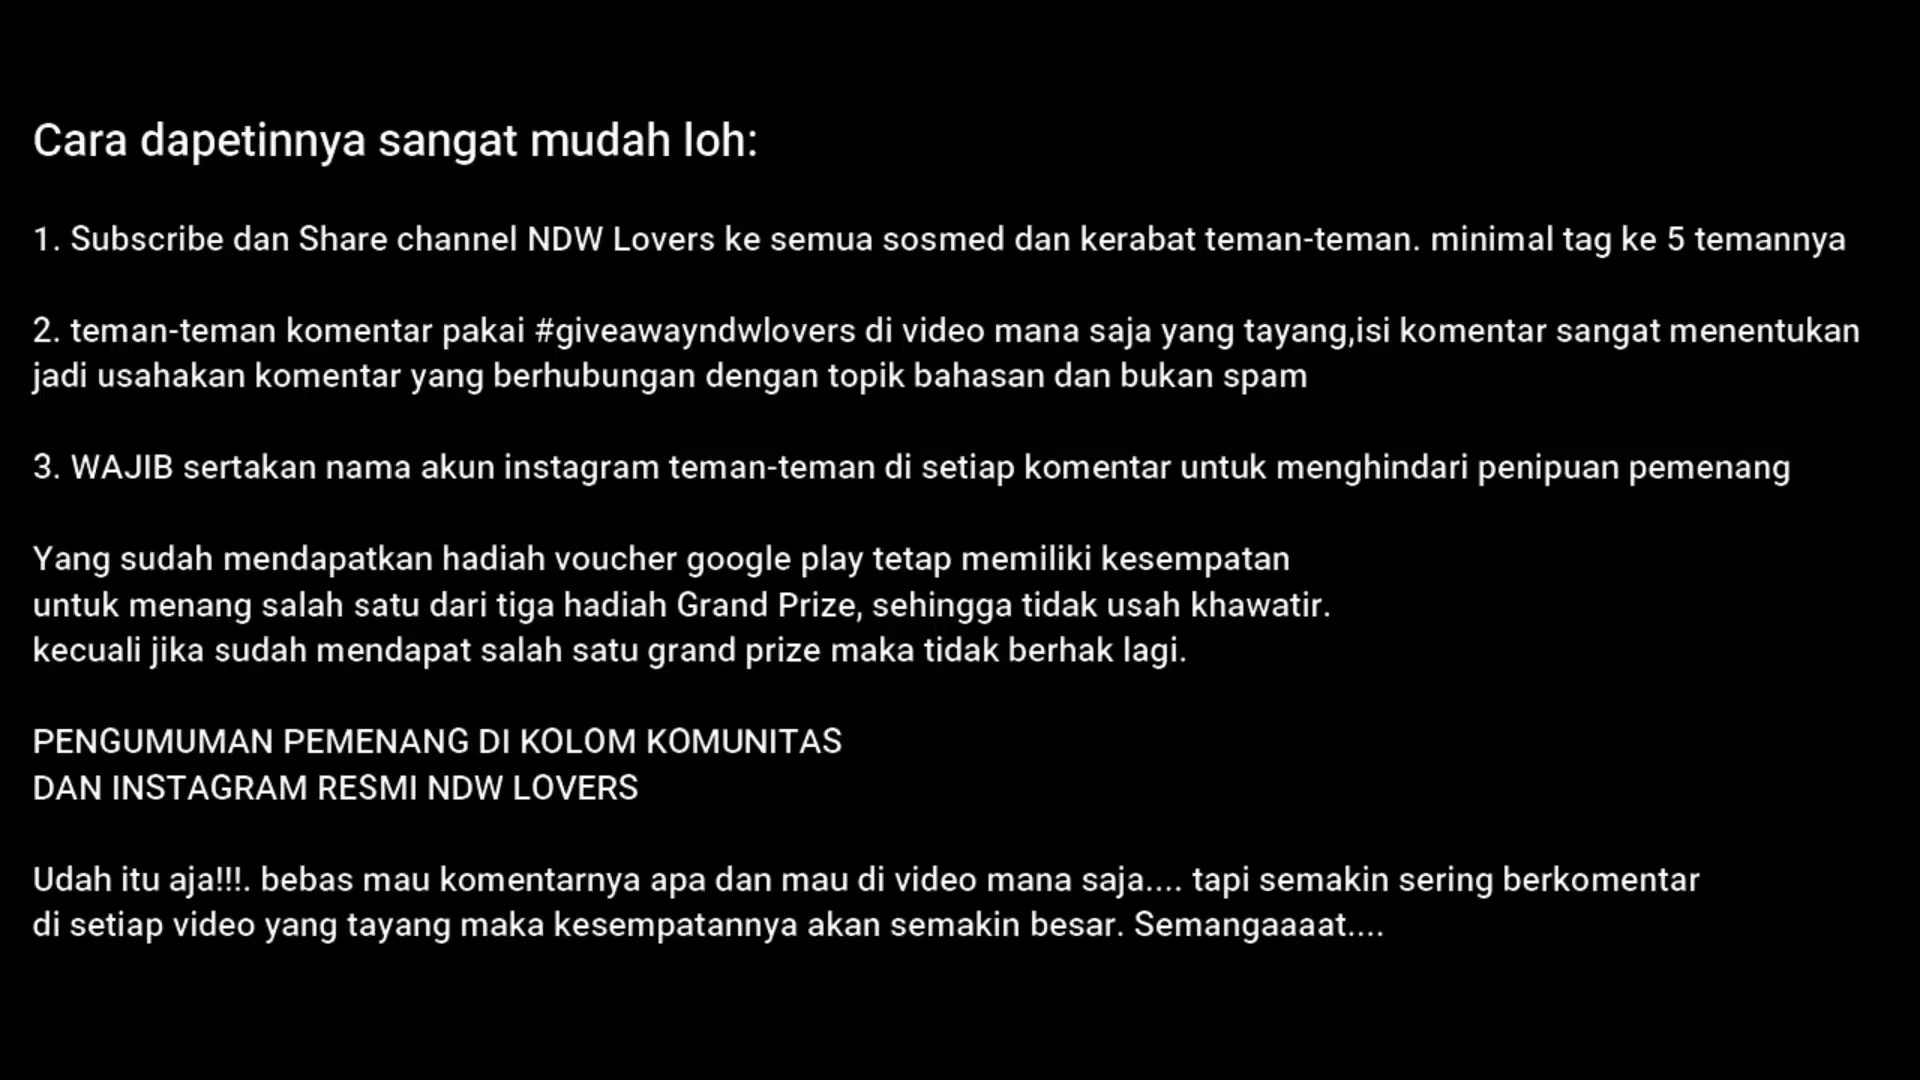 Cara dapetinnya sangat mudah loh:
1. Subscribe dan Share channel NDW Lovers ke semua sosmed dan kerabat teman-teman. minimal tag ke 5 temannya
2. teman-teman komentar pakai #giveawayndwlovers di video mana saja yang tayang,isi komentar sangat menentukan
jadi usahakan komentar yang berhubungan dengan topik bahasan dan bukan spam
3. WAJIB sertakan nama akun instagram teman-teman di setiap komentar untuk menghindari penipuan pemenang
Yang sudah mendapatkan hadiah voucher google play tetap memiliki kesempatan
untuk menang salah satu dari tiga hadiah Grand Prize, sehingga tidak usah khawatir.
kecuali jika sudah mendapat salah satu grand prize maka tidak berhak lagi.
PENGUMUMAN PEMENANG DI KOLOM KOMUNITAS
DAN INSTAGRAM RESMI NDW LOVERS
Udah itu aja!!!. bebas mau komentarnya apa dan mau di video mana saja.... tapi semakin sering berkomentar
di setiap video yang tayang maka kesempatannya akan semakin besar. Semangaaaat....